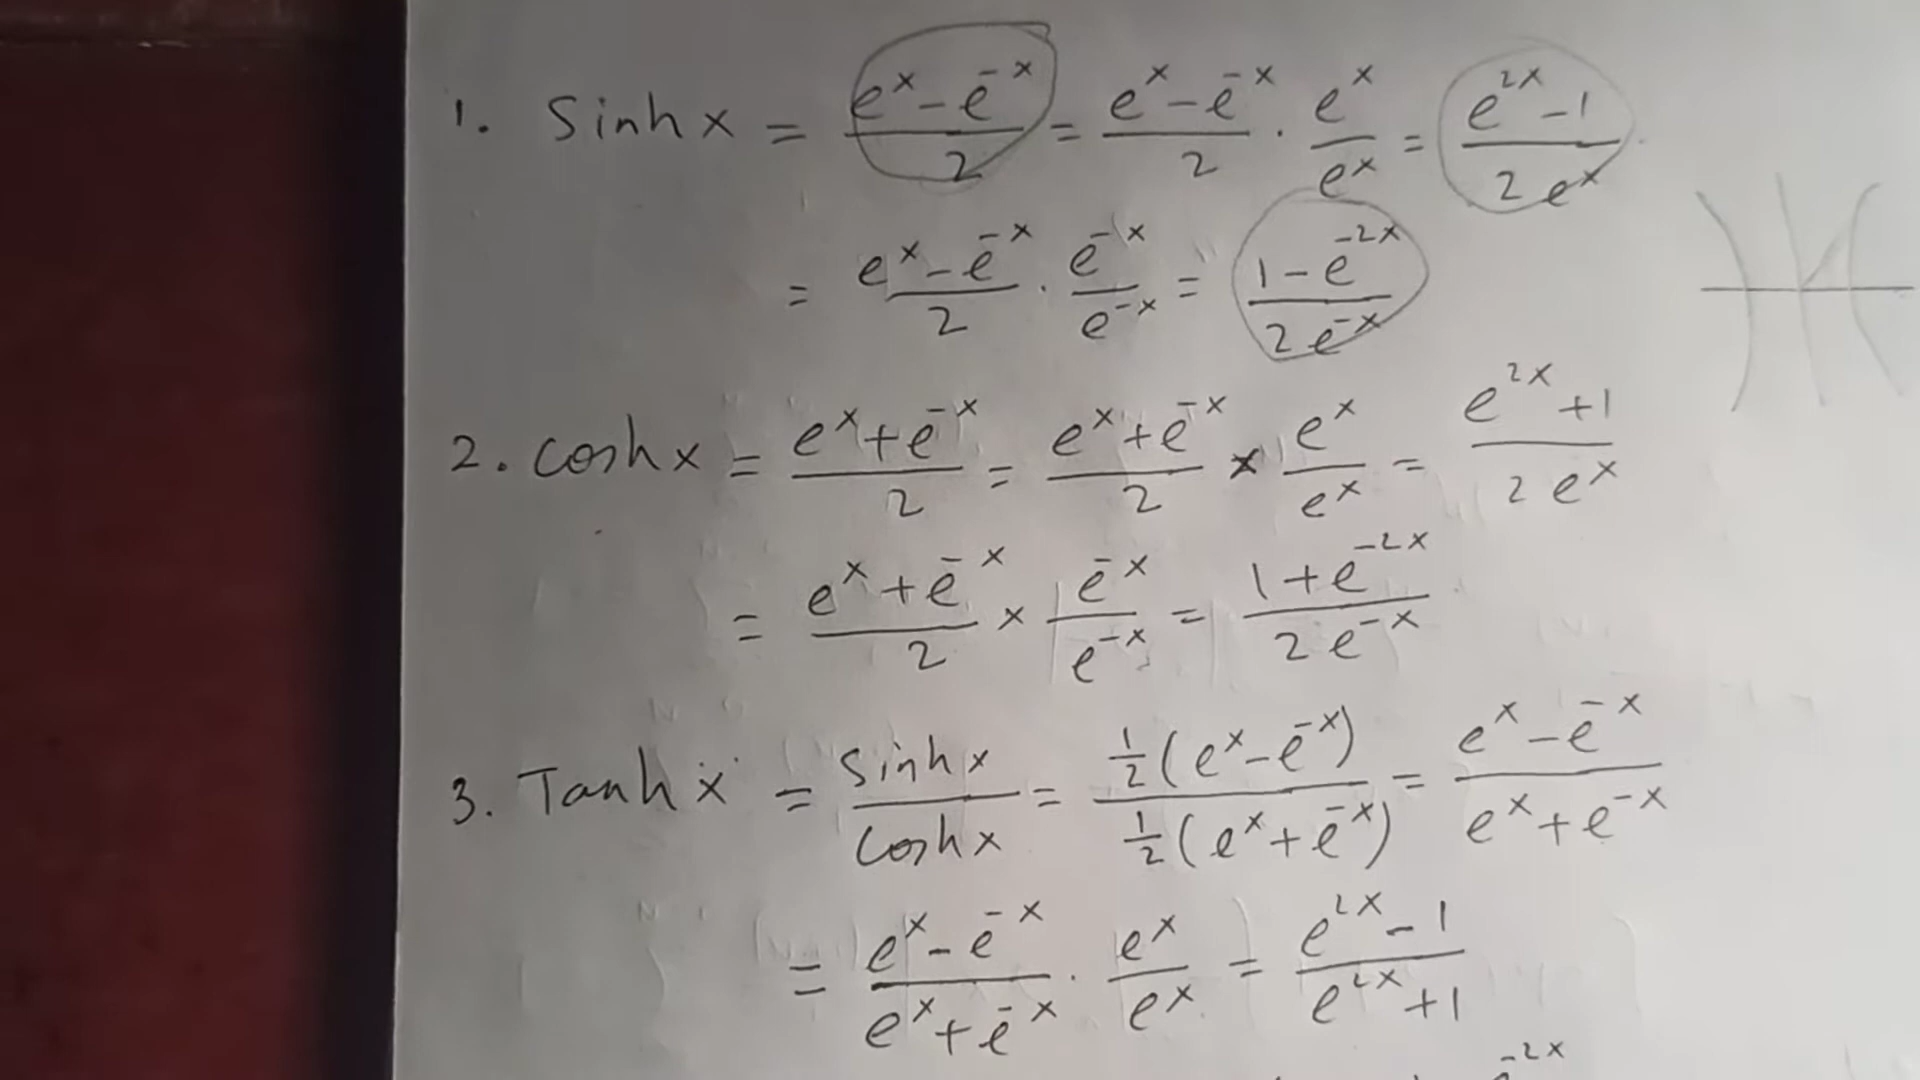 1. Sinh x = (e^x - e^-x)/2 = (e^x - e^-x)/2 · e^x/e^x = (e^2x - 1)/(2e^x)
= (e^x - e^-x)/2 · e^-x/e^-x = (1 - e^-2x)/(2e^-x)
2. Cosh x = (e^x + e^-x)/2 = (e^x + e^-x)/2 × e^x/e^x = (e^2x + 1)/(2e^x)
= (e^x + e^-x)/2 × e^-x/e^-x = (1 + e^-2x)/(2e^-x)
3. Tanh x = Sinh x/Cosh x = ½(e^x - e^-x)/½(e^x + e^-x) = (e^x - e^-x)/(e^x + e^-x)
= (e^x - e^-x)/(e^x + e^-x) · e^x/e^x = (e^2x - 1)/(e^2x + 1)
-2x